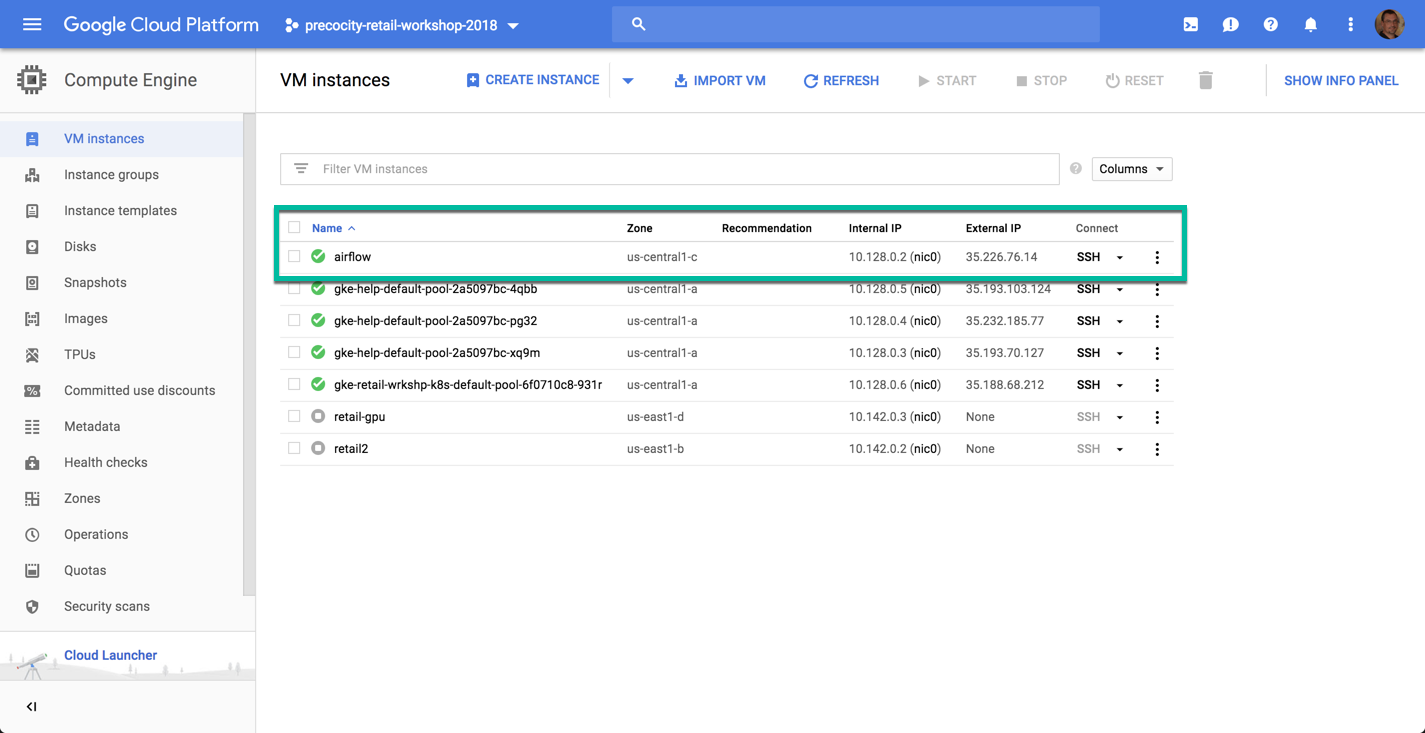 Google Cloud Platform precocity-retail-workshop-2018
Compute Engine VM instances CREATE INSTANCE IMPORT VM REFRESH START STOP RESET SHOW INFO PANEL
VM instances
Instance groups
Instance templates
Disks
Snapshots
Images
TPUs
Committed use discounts
Metadata
Health checks
Zones
Operations
Quotas
Security scans
Cloud Launcher
Filter VM instances Columns
Name Zone Recommendation Internal IP External IP Connect
airflow us-central1-c 10.128.0.2 (nic0) 35.226.76.14 SSH
gke-help-default-pool-2a5097bc-4qbb us-central1-a 10.128.0.5 (nic0) 35.193.103.124 SSH
gke-help-default-pool-2a5097bc-pg32 us-central1-a 10.128.0.4 (nic0) 35.232.185.77 SSH
gke-help-default-pool-2a5097bc-xq9m us-central1-a 10.128.0.3 (nic0) 35.193.70.127 SSH
gke-retail-wrkshp-k8s-default-pool-6f0710c8-931r us-central1-a 10.128.0.6 (nic0) 35.188.68.212 SSH
retail-gpu us-east1-d 10.142.0.3 (nic0) None SSH
retail2 us-east1-b 10.142.0.2 (nic0) None SSH